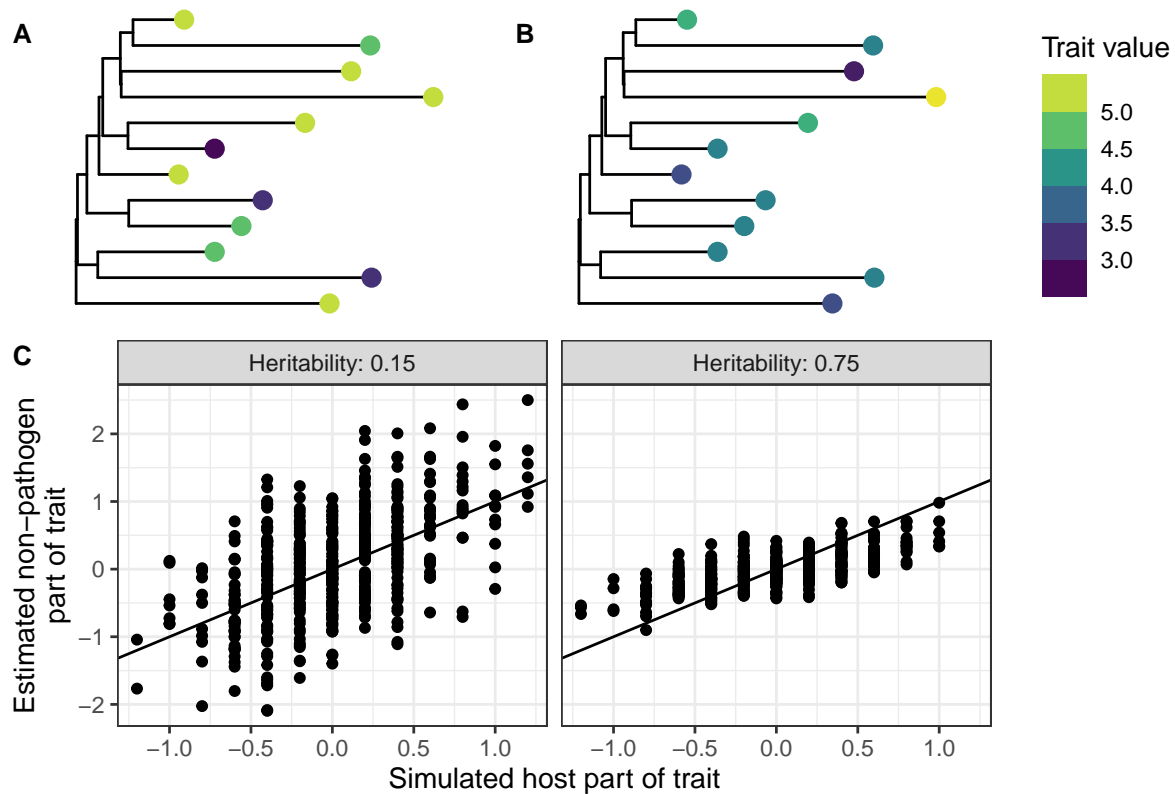 A
B
Trait value
5.0
4.5
4.0
3.5
3.0
C
Heritability: 0.15
Heritability: 0.75
Estimated non−pathogen
part of trait
2
1
0
−1
−2
−1.0 −0.5 0.0 0.5 1.0
−1.0 −0.5 0.0 0.5 1.0
Simulated host part of trait